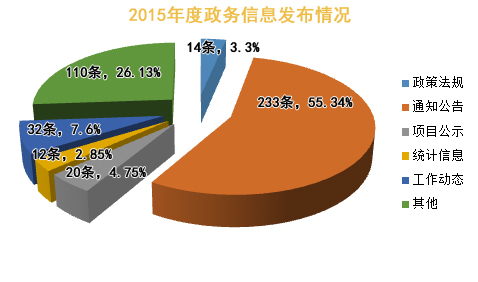 2015年度政务信息发布情况
14条，3.3%
233条，55.34%
20条，4.75%
12条，2.85%
32条，7.6%
110条，26.13%
政策法规
通知公告
项目公示
统计信息
工作动态
其他